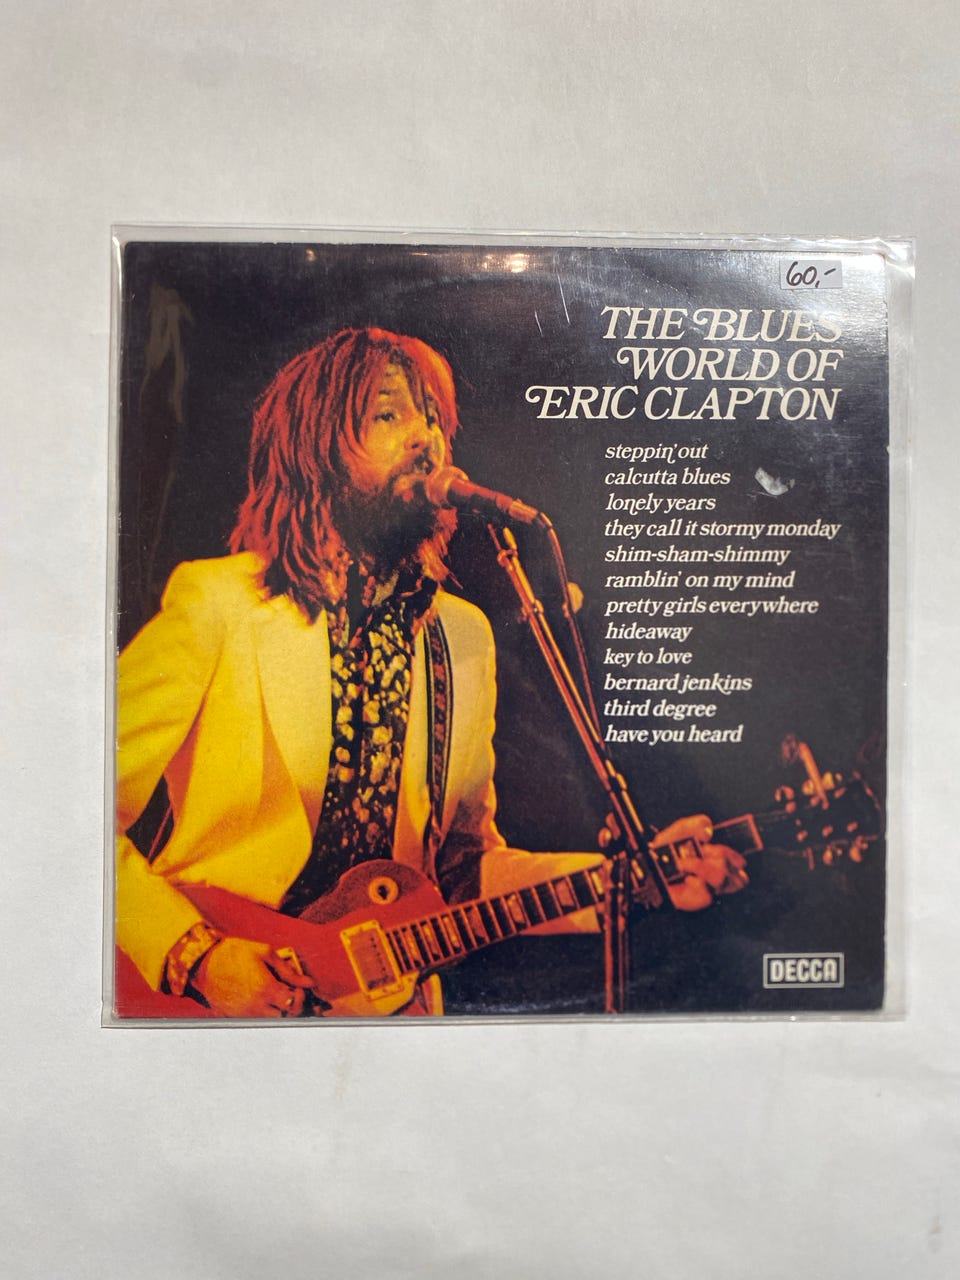 60,-
THE BLUES
WORLD OF
ERIC CLAPTON
steppin' out
calcutta blues
lonely years
they call it stormy monday
shim-sham-shimmy
ramblin' on my mind
pretty girls everywhere
hideaway
key to love
bernard jenkins
third degree
have you heard
DECCA